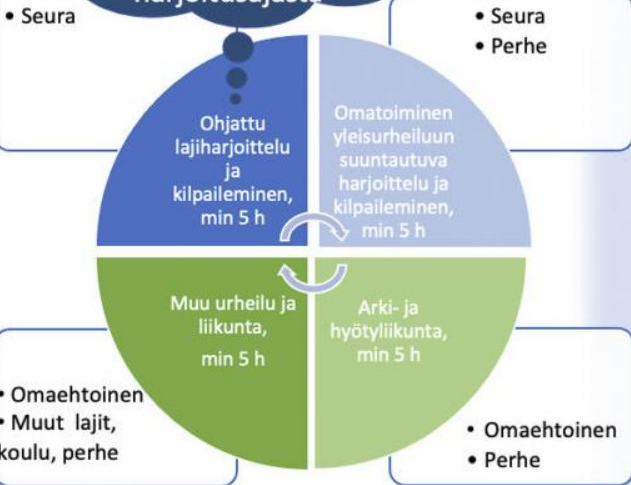 harjoitusajasta
• Seura
• Seura
• Perhe
Ohjattu
lajiharjoittelu
ja
kilpaileminen,
min 5 h
Omatoiminen
yleisurheiluun
suuntautuva
harjoittelu ja
kilpaileminen,
min 5 h
Muu urheilu ja
liikunta,
min 5 h
Arki- ja
hyötyliikunta,
min 5 h
• Omaehtoinen
• Muut lajit,
koulu, perhe
• Omaehtoinen
• Perhe